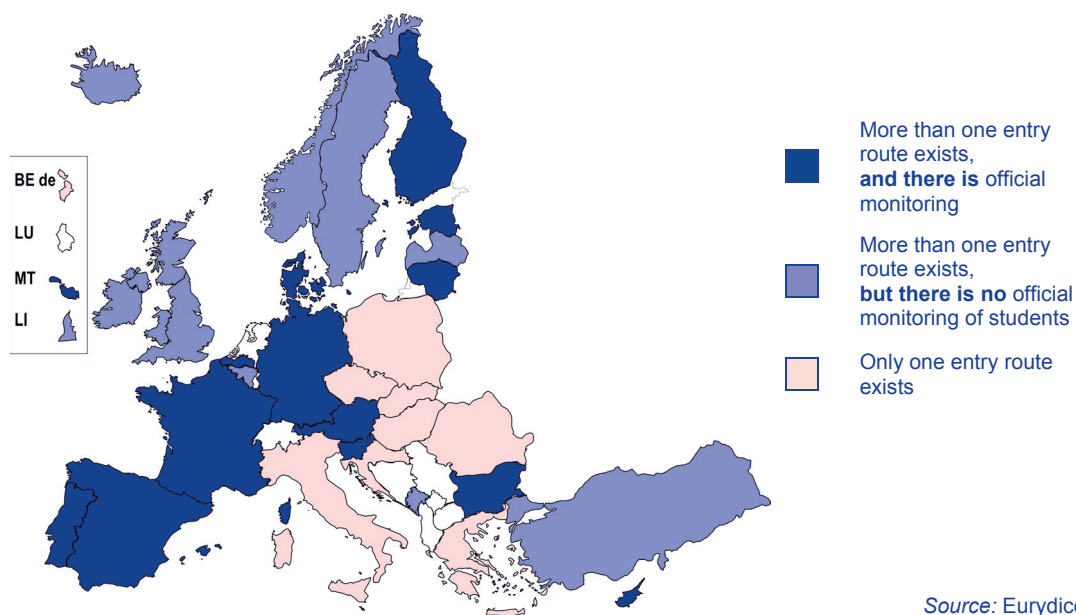 BE de
LU
MT
LI
More than one entry
route exists,
and there is official
monitoring
More than one entry
route exists,
but there is no official
monitoring of students
Only one entry route
exists
Source: Eurydice